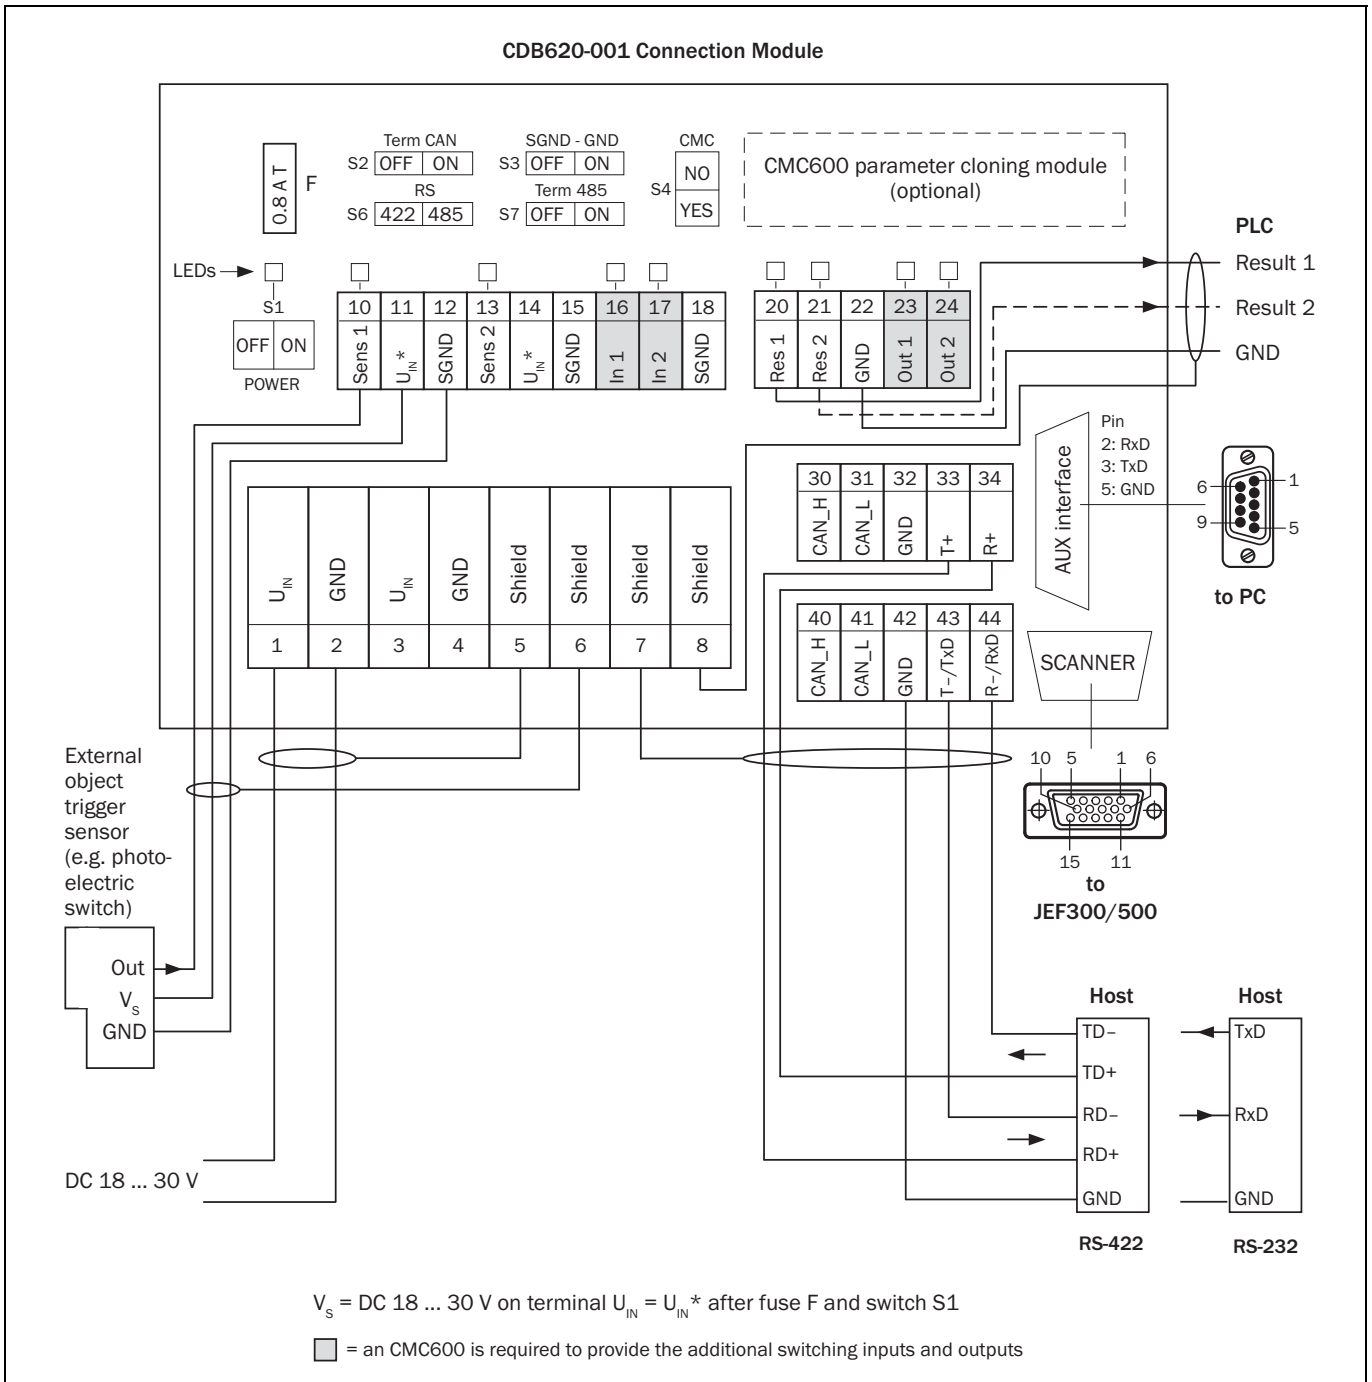 CDB620-001 Connection Module
0.8 A T
F
Term CAN
S2 OFF ON
RS
S6 422 485
SGND - GND
S3 OFF ON
Term 485
S7 OFF ON
CMC
S4
NO
YES
CMC600 parameter cloning module
(optional)
LEDs
S1
OFF ON
POWER
10 11 12 13 14 15 16 17 18
Sens 1
UIN*
SGND
Sens 2
UIN*
SGND
In 1
In 2
SGND
20 21 22 23 24
Res 1
Res 2
GND
Out 1
Out 2
PLC
Result 1
Result 2
GND
UIN
GND
UIN
GND
Shield
Shield
Shield
Shield
1 2 3 4 5 6 7 8
30 31 32 33 34
CAN_H
CAN_L
GND
T+
R+
40 41 42 43 44
CAN_H
CAN_L
GND
T–/TxD
R–/RxD
AUX interface
Pin
2: RxD
3: TxD
5: GND
6
9
1
5
to PC
SCANNER
10 5 1 6
15 11
to
JEF300/500
External
object
trigger
sensor
(e.g. photo-
electric
switch)
Out
VS
GND
DC 18 ... 30 V
Host
TD–
TD+
RD–
RD+
GND
RS-422
Host
TxD
RxD
GND
RS-232
VS = DC 18 ... 30 V on terminal UIN = UIN* after fuse F and switch S1
= an CMC600 is required to provide the additional switching inputs and outputs